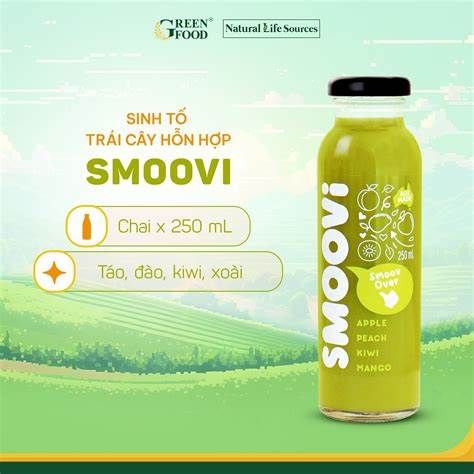 GREEN® FOOD
Natural Life Sources
SINH TỐ
TRÁI CÂY HỖN HỢP
SMOOVI
Chai x 250 mL
Táo, đào, kiwi, xoài
SMOOVi
250 ml
Smoov
Over
APPLE
PEACH
KIWI
MANGO